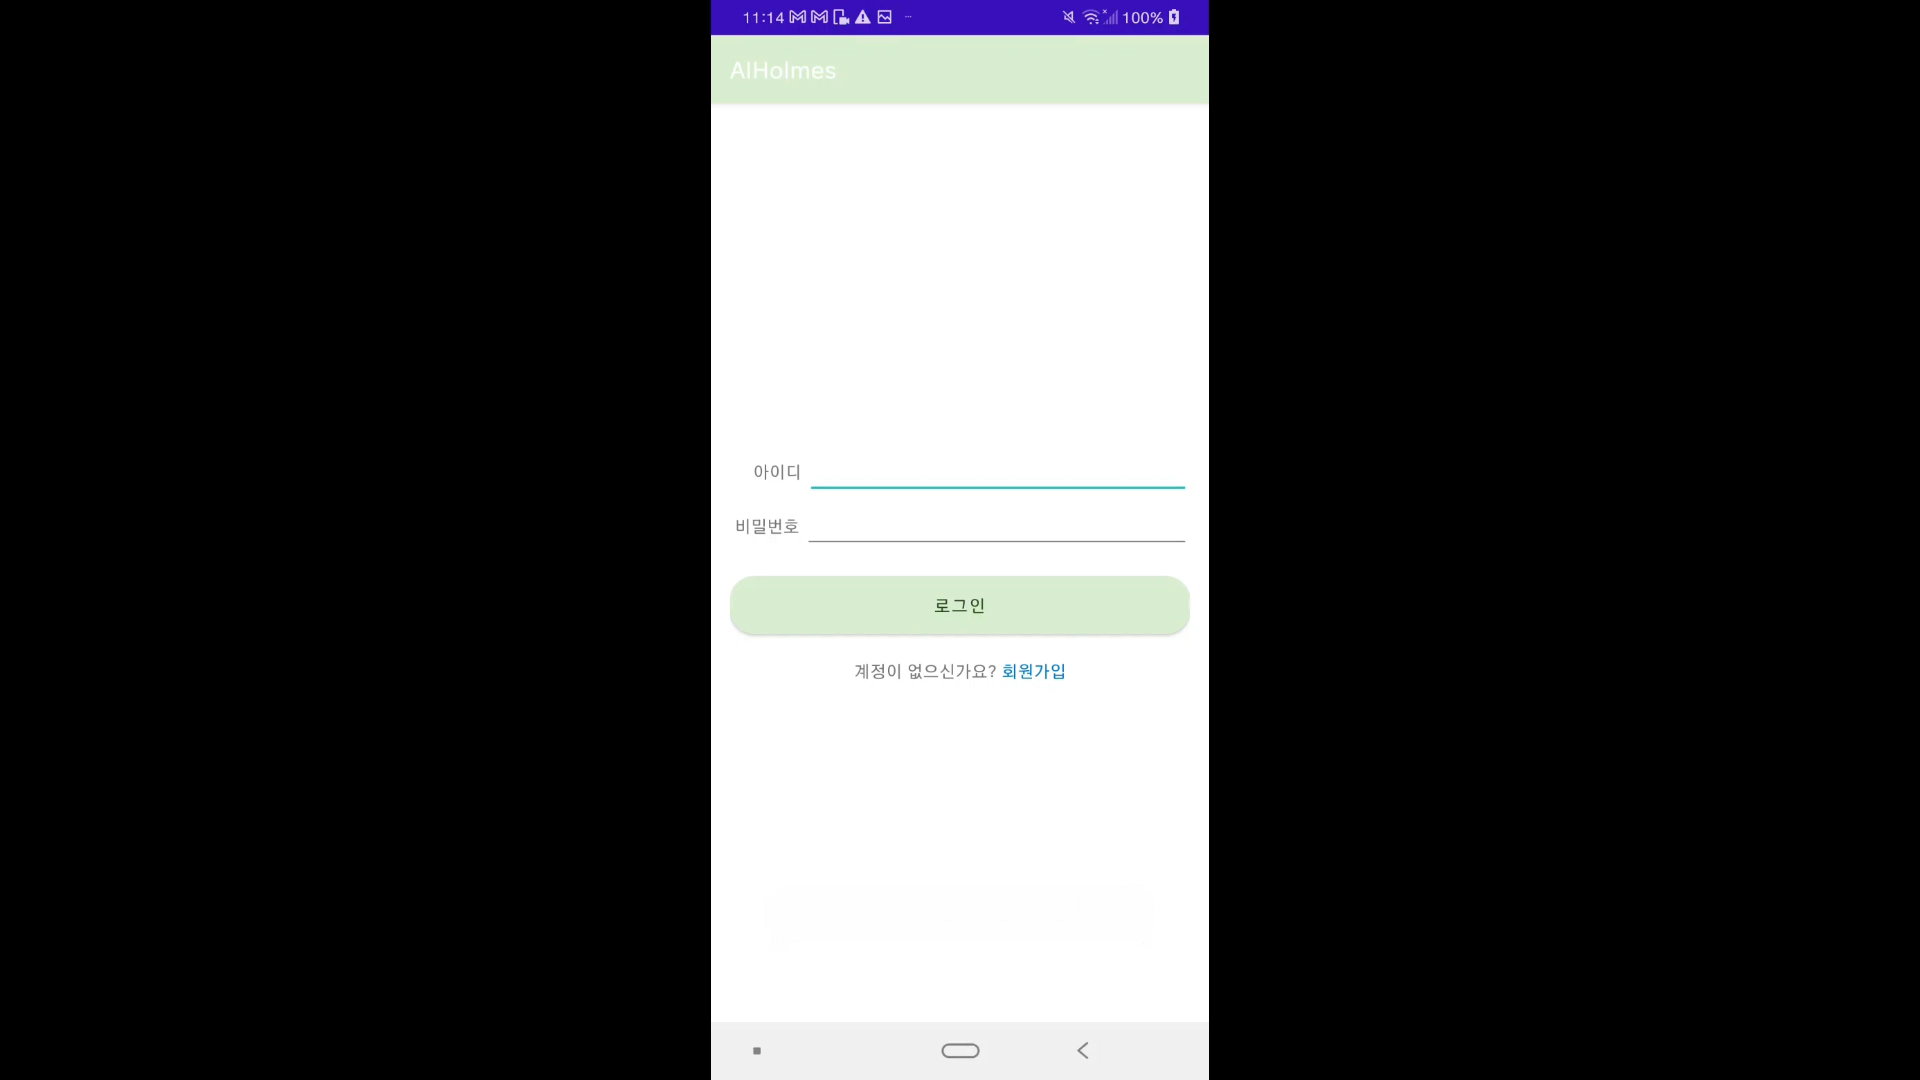 11:14 100%
AIHolmes
아이디
비밀번호
로그인
계정이 없으신가요? 회원가입